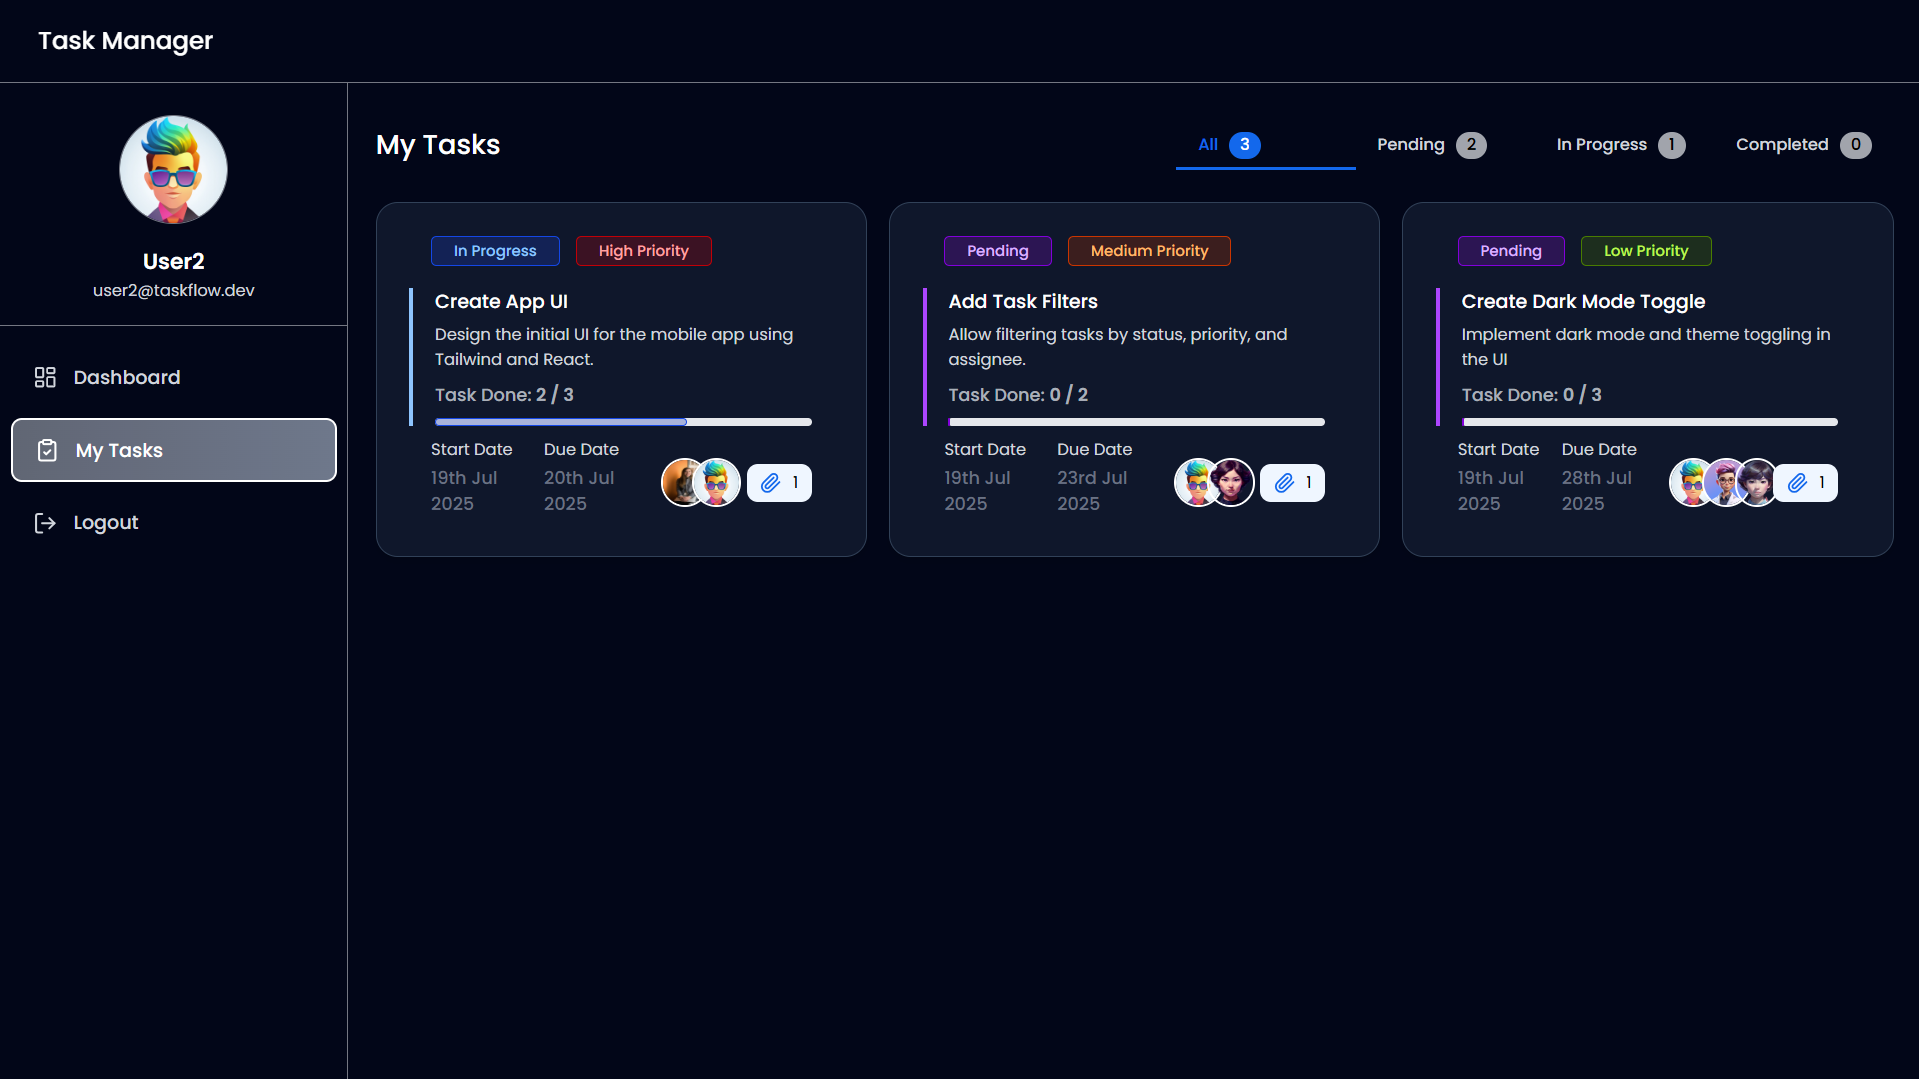 Task Manager
User2
user2@taskflow.dev
Dashboard
My Tasks
Logout
My Tasks
All 3
Pending 2
In Progress 1
Completed 0
In Progress
High Priority
Create App UI
Design the initial UI for the mobile app using
Tailwind and React.
Task Done: 2 / 3
Start Date
19th Jul
2025
Due Date
20th Jul
2025
1
Pending
Medium Priority
Add Task Filters
Allow filtering tasks by status, priority, and
assignee.
Task Done: 0 / 2
Start Date
19th Jul
2025
Due Date
23rd Jul
2025
1
Pending
Low Priority
Create Dark Mode Toggle
Implement dark mode and theme toggling in
the UI
Task Done: 0 / 3
Start Date
19th Jul
2025
Due Date
28th Jul
2025
1